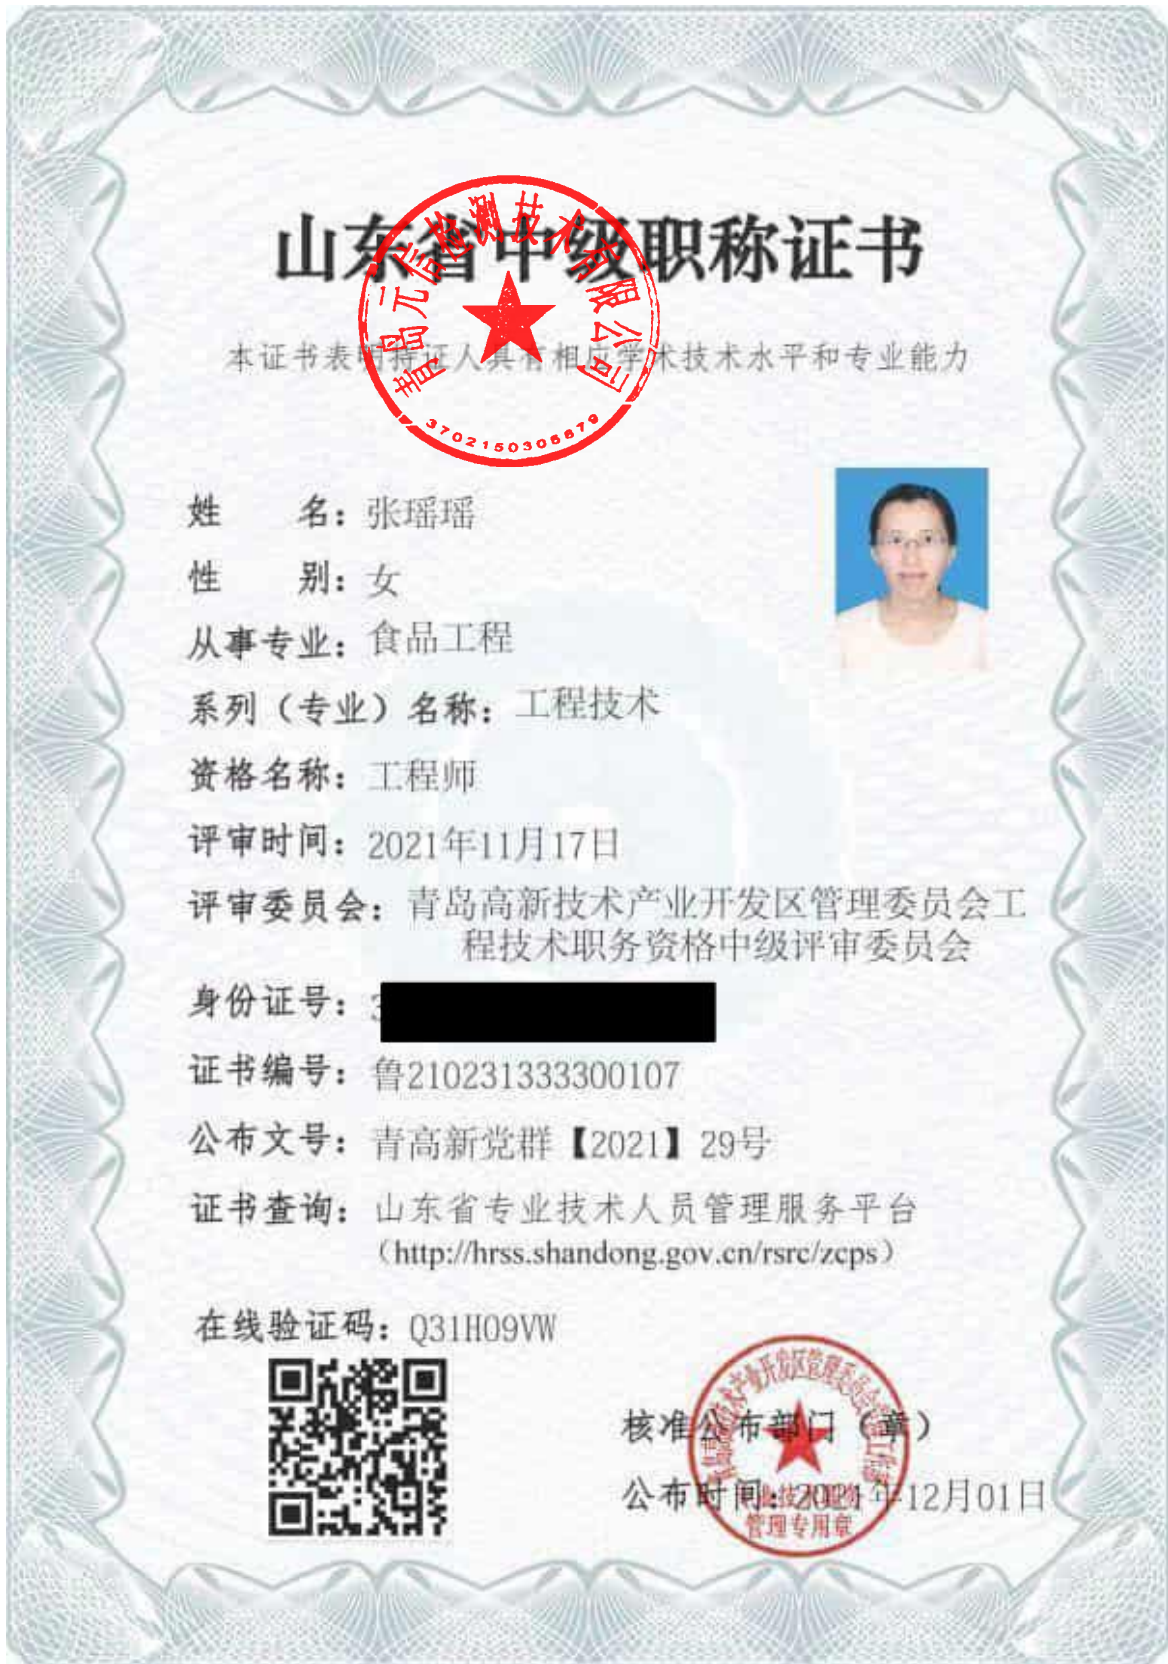 山东省中级职称证书
本证书表明持证人具有相应学术技术水平和专业能力
青岛元信检测技术有限公司
3702150305679
姓 名：张瑶瑶
性 别：女
从事专业：食品工程
系列（专业）名称：工程技术
资格名称：工程师
评审时间：2021年11月17日
评审委员会：青岛高新技术产业开发区管理委员会工
程技术职务资格中级评审委员会
身份证号：3
证书编号：鲁210231333300107
公布文号：青高新党群【2021】29号
证书查询：山东省专业技术人员管理服务平台
（http://hrss.shandong.gov.cn/rsrc/zcps）
在线验证码：Q31H09VW
核准公布部门（章）
公布时间：2021年12月01日
管理专用章